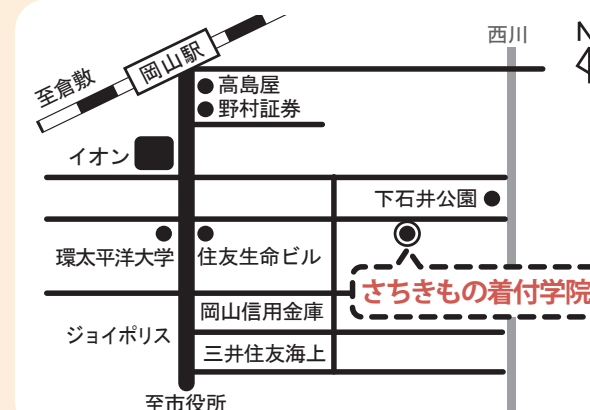 西川
N
岡山駅
至倉敷
高島屋
野村証券
イオン
下石井公園
環太平洋大学
住友生命ビル
さちきもの着付学院
岡山信用金庫
ジョイポリス
三井住友海上
至市役所